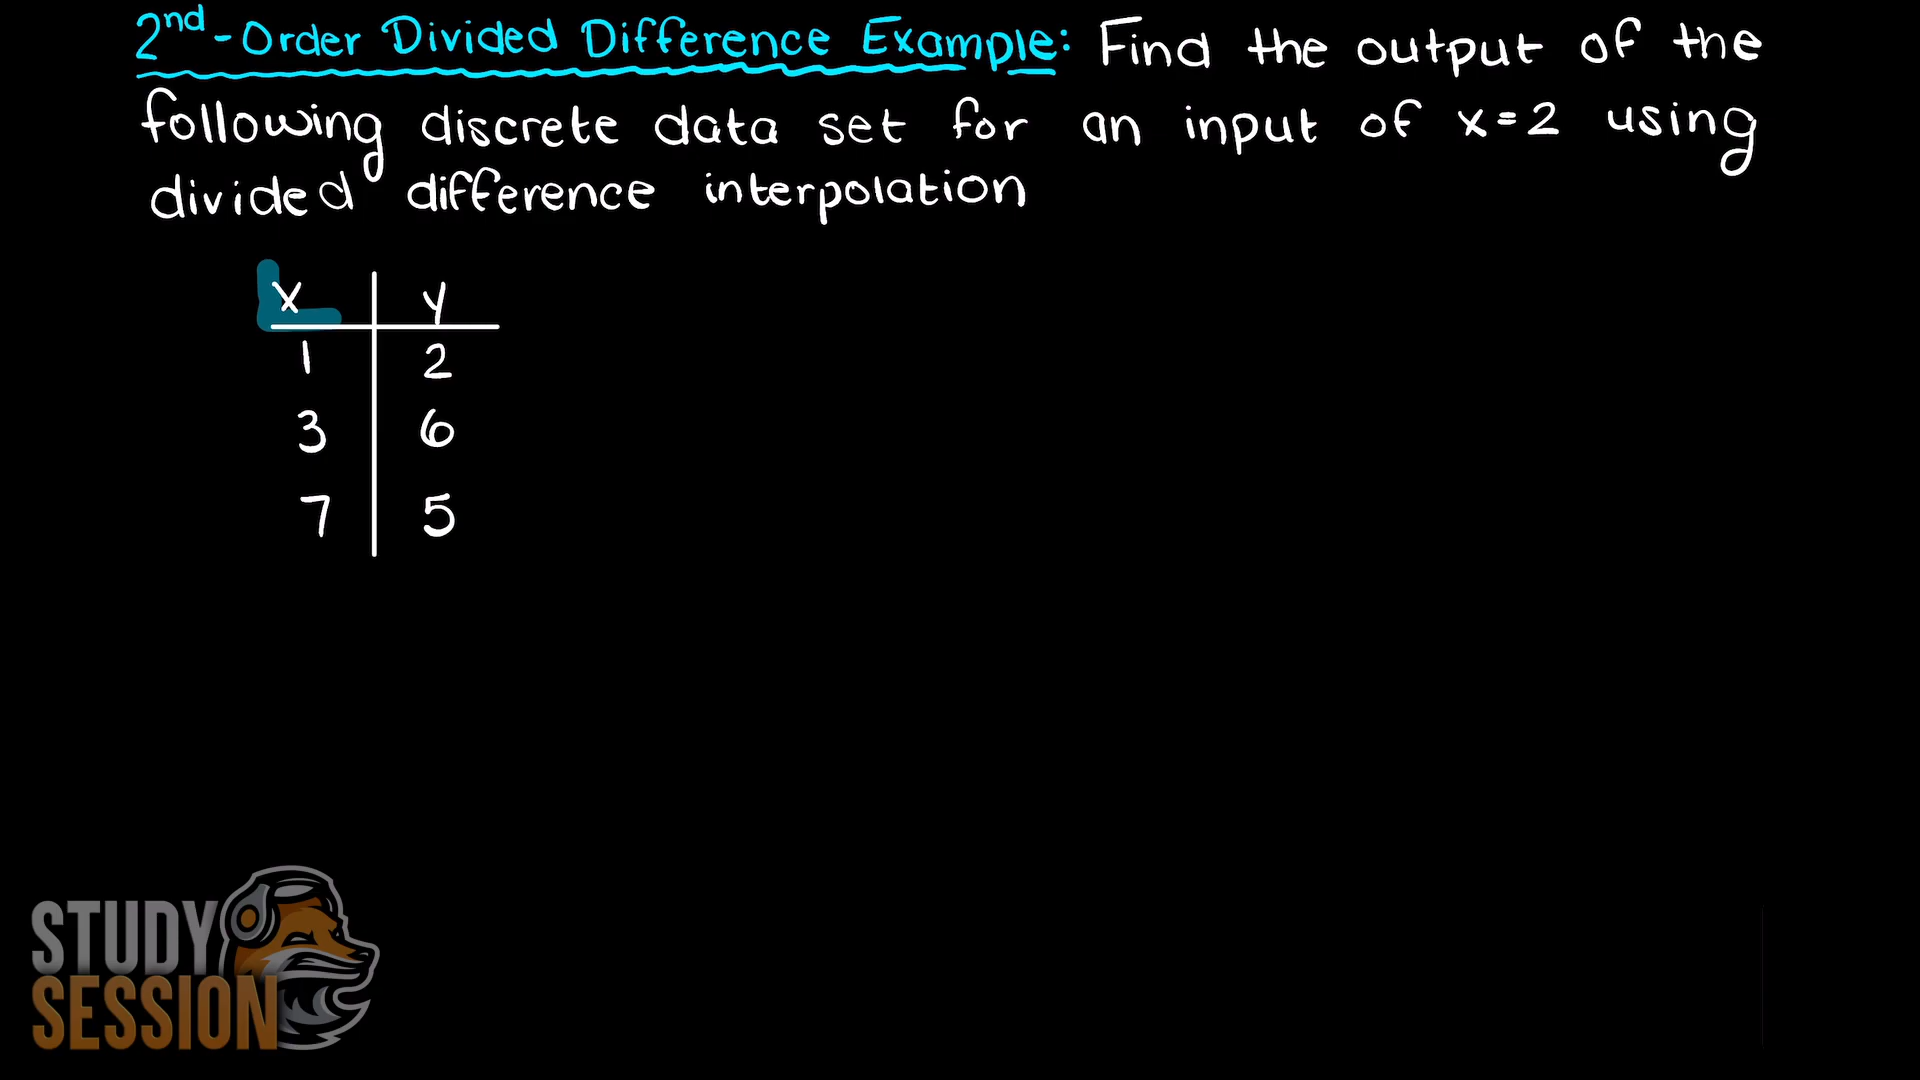 2nd-Order Divided Difference Example: Find the output of the
following discrete data set for an input of x=2 using
divided difference interpolation
x y
1 2
3 6
7 5
STUDY
SESSION